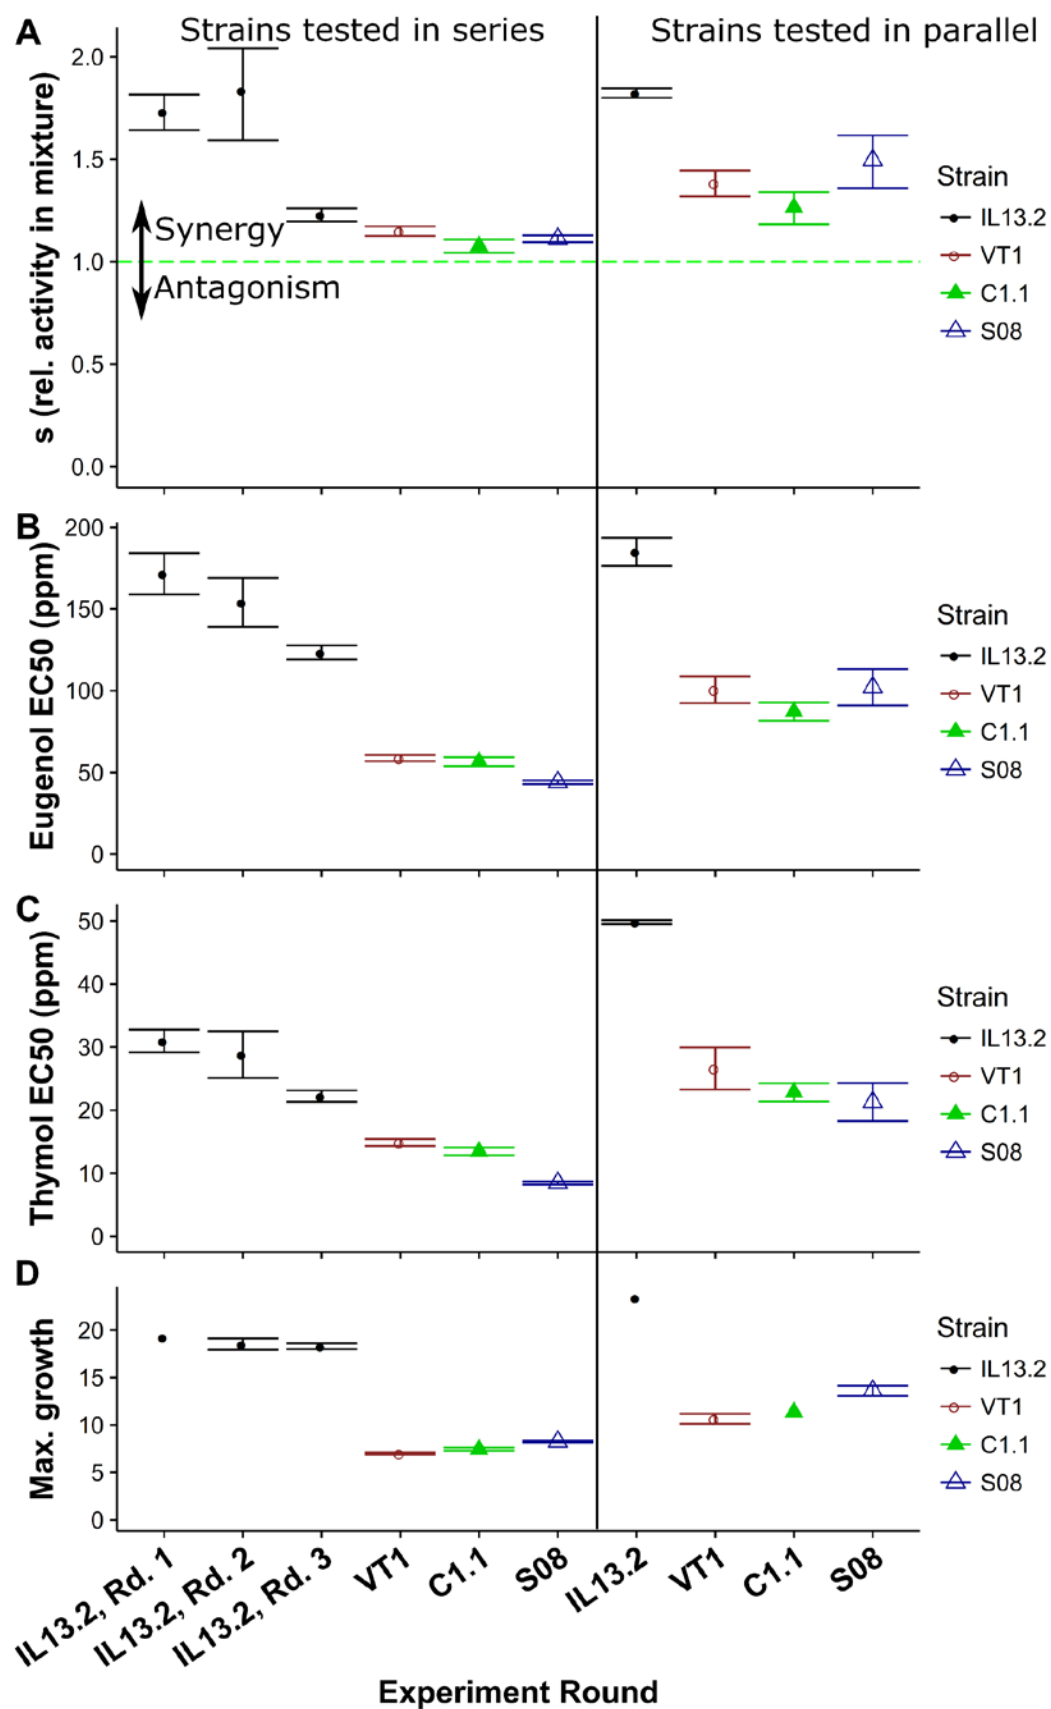 A
Strains tested in series
Strains tested in parallel
s (rel. activity in mixture)
2.0
1.5
1.0
0.5
0.0
Synergy
Antagonism
Strain
IL13.2
VT1
C1.1
S08
B
Eugenol EC50 (ppm)
200
150
100
50
0
Strain
IL13.2
VT1
C1.1
S08
C
Thymol EC50 (ppm)
50
40
30
20
10
0
Strain
IL13.2
VT1
C1.1
S08
D
Max. growth
20
15
10
5
0
Strain
IL13.2
VT1
C1.1
S08
IL13.2, Rd. 1
IL13.2, Rd. 2
IL13.2, Rd. 3
VT1
C1.1
S08
IL13.2
VT1
C1.1
S08
Experiment Round